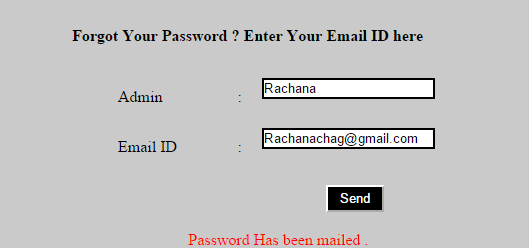 Forgot Your Password ? Enter Your Email ID here
Admin : Rachana
Email ID : Rachanachag@gmail.com
Send
Password Has been mailed .